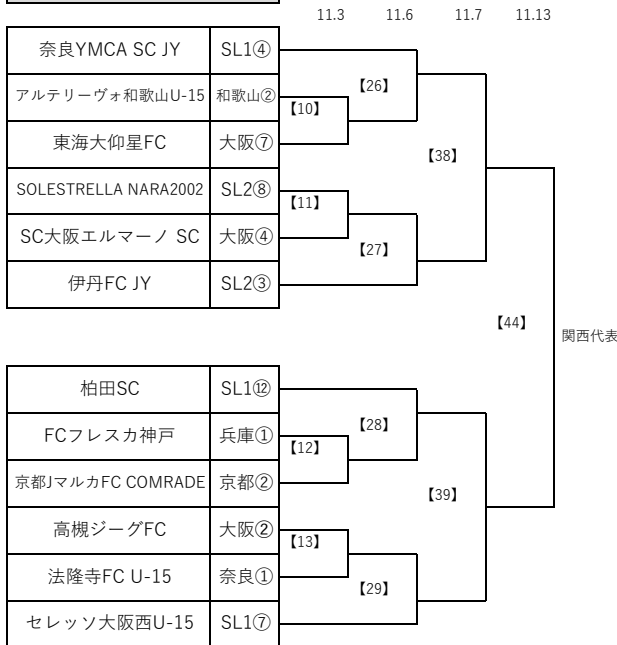 11.3 11.6 11.7 11.13
奈良YMCA SC JY SL1④
アルテリーヴォ和歌山U-15 和歌山②
東海大仰星FC 大阪⑦
SOLESTRELLA NARA2002 SL2⑧
SC大阪エルマーノ SC 大阪④
伊丹FC JY SL2③
【10】
【26】
【11】
【27】
【38】
【44】
関西代表
柏田SC SL1⑫
FCフレスカ神戸 兵庫①
京都JマルカFC COMRADE 京都②
高槻ジーグFC 大阪②
法隆寺FC U-15 奈良①
セレッソ大阪西U-15 SL1⑦
【12】
【28】
【13】
【29】
【39】